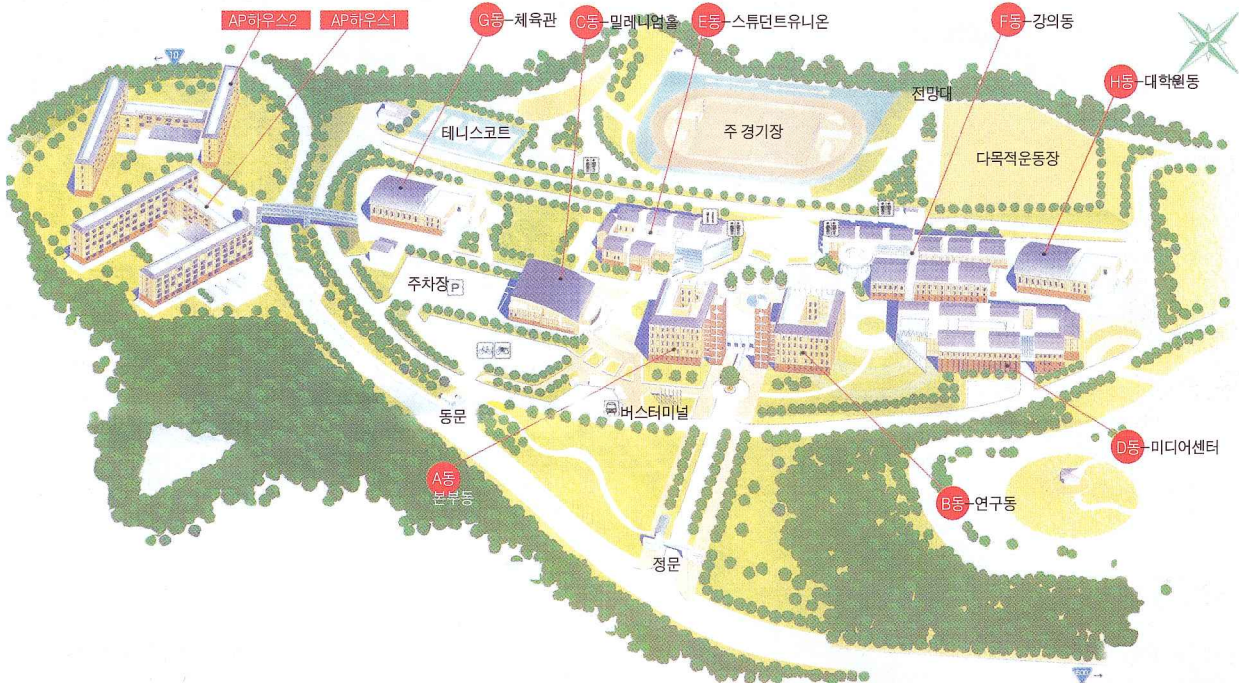 AP하우스2
AP하우스1
G동-체육관
C동-밀레니엄홀
E동-스튜던트유니온
F동-강의동
10
H동-대학원동
전망대
테니스코트
주 경기장
다목적운동장
주차장
P
동문
버스터미널
D동-미디어센터
A동
본부동
B동-연구동
정문